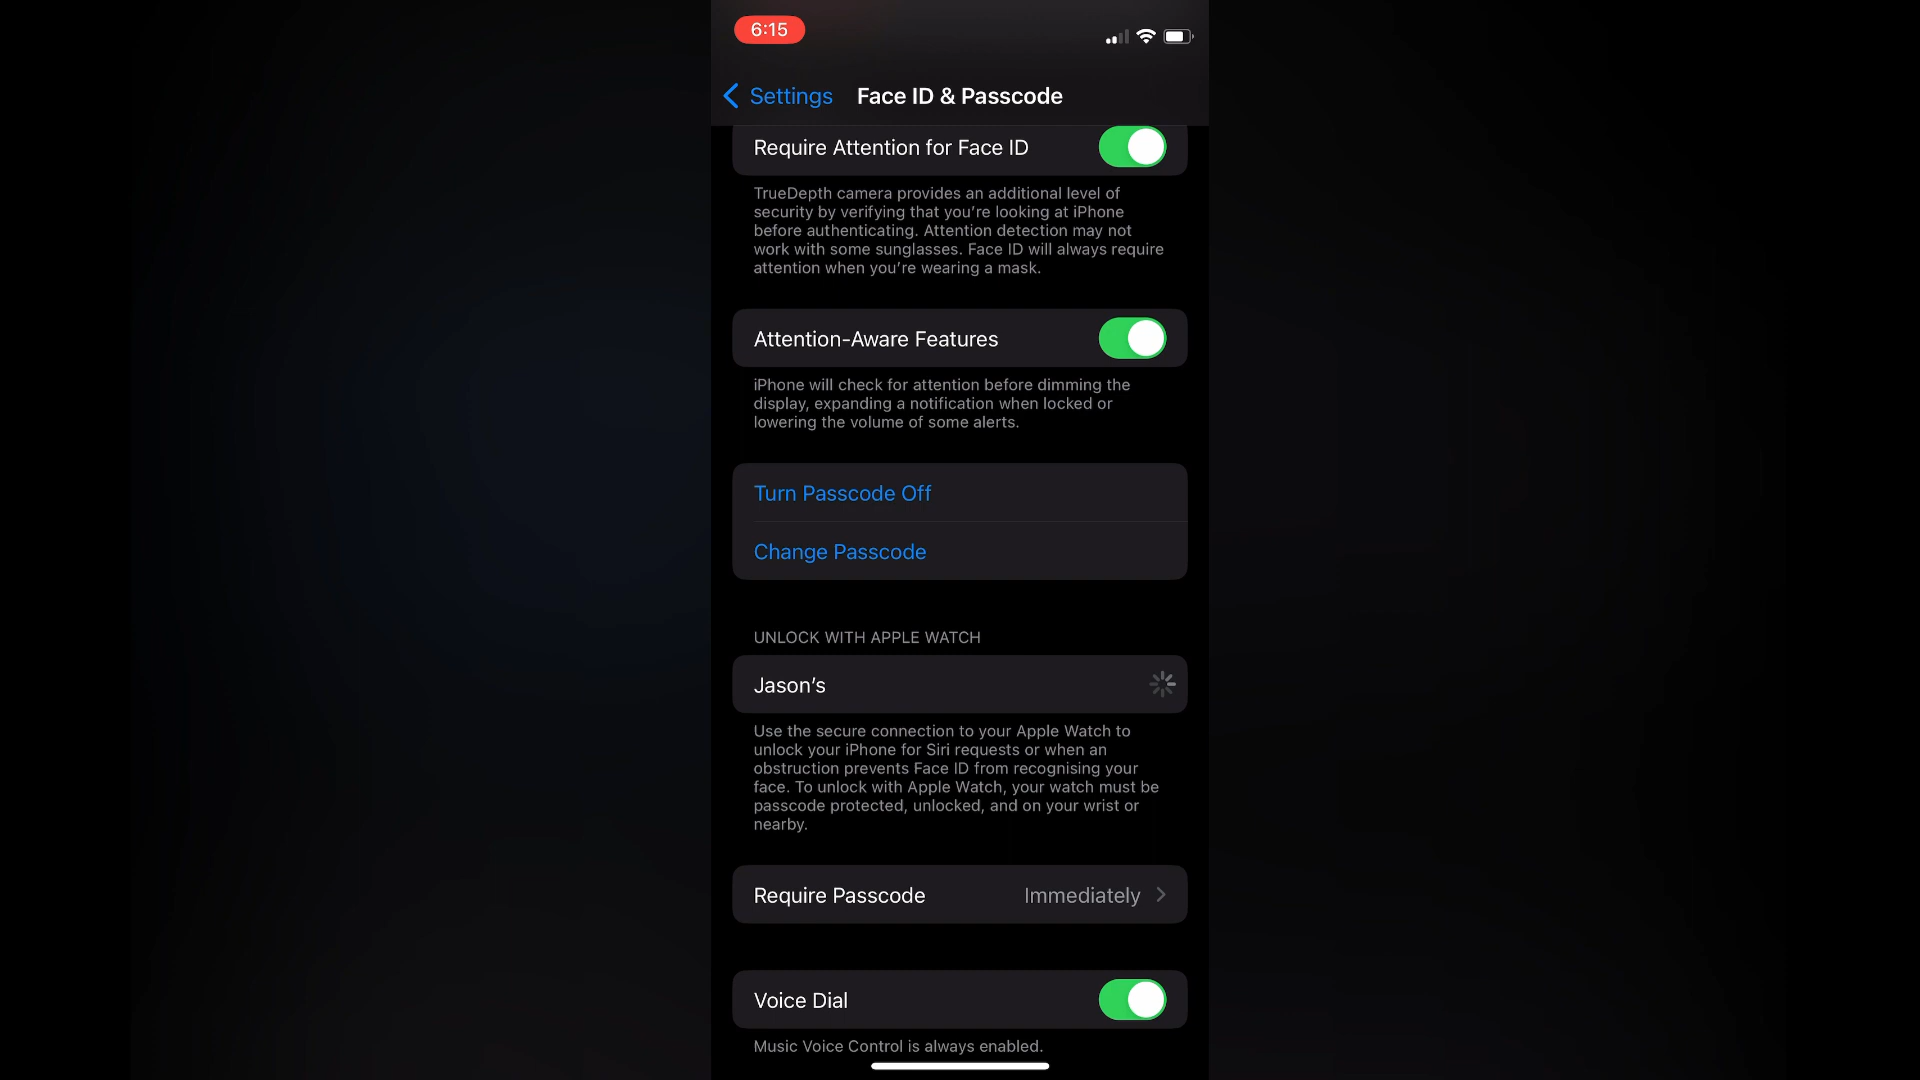 6:15
Settings
Face ID & Passcode
Require Attention for Face ID
TrueDepth camera provides an additional level of
security by verifying that you’re looking at iPhone
before authenticating. Attention detection may not
work with some sunglasses. Face ID will always require
attention when you’re wearing a mask.
Attention-Aware Features
iPhone will check for attention before dimming the
display, expanding a notification when locked or
lowering the volume of some alerts.
Turn Passcode Off
Change Passcode
UNLOCK WITH APPLE WATCH
Jason’s
Use the secure connection to your Apple Watch to
unlock your iPhone for Siri requests or when an
obstruction prevents Face ID from recognising your
face. To unlock with Apple Watch, your watch must be
passcode protected, unlocked, and on your wrist or
nearby.
Require Passcode Immediately
Voice Dial
Music Voice Control is always enabled.